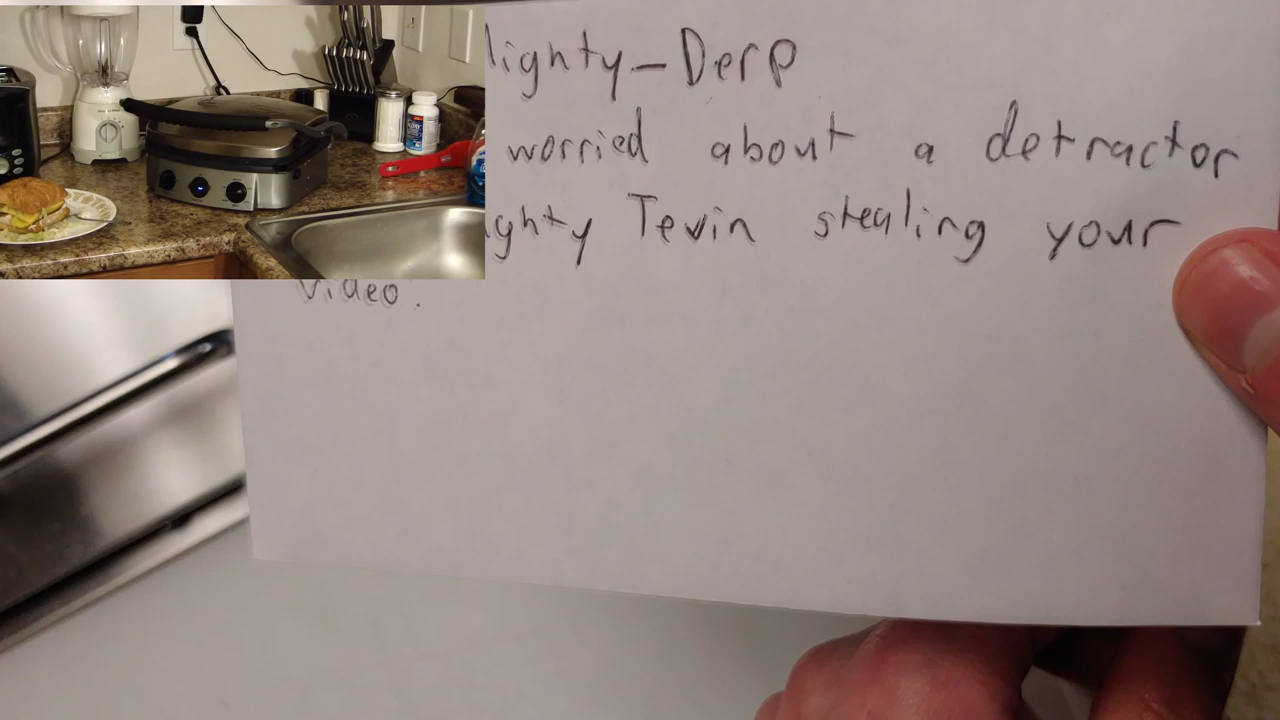 lighty-Derp
worried about a detractor
ghty Tevin stealing your
video.